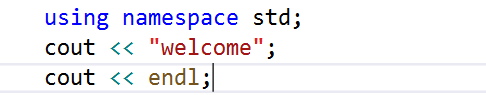 using namespace std;
cout << "welcome";
cout << endl;